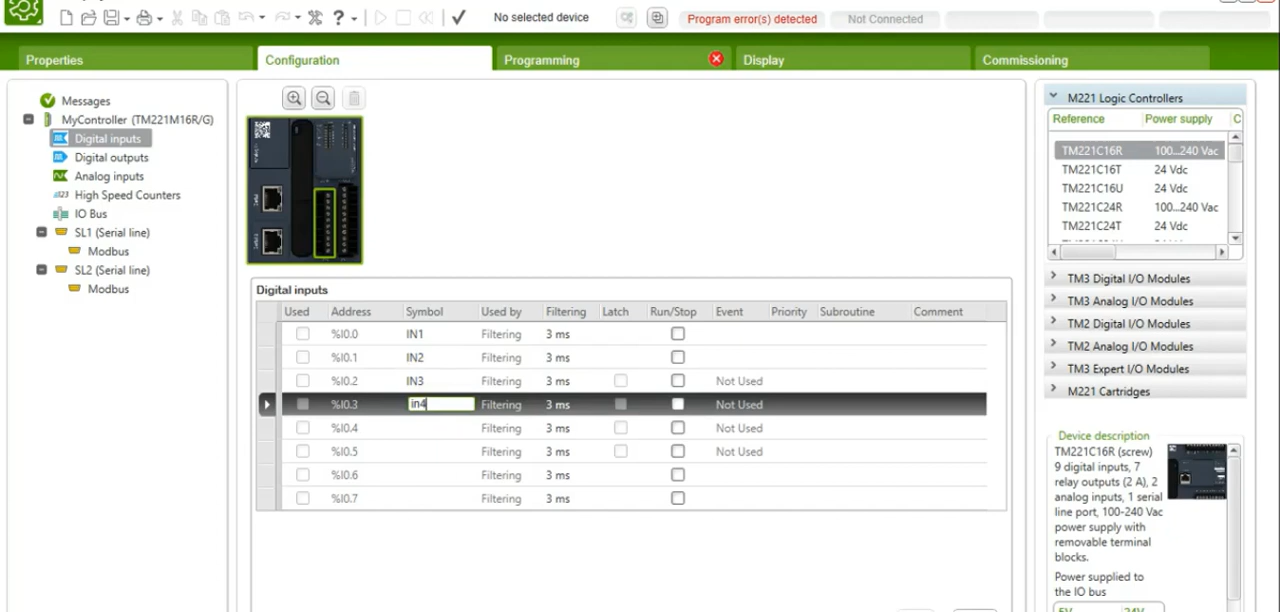 No selected device
Program error(s) detected
Not Connected
Properties
Configuration
Programming
Display
Commissioning
Messages
MyController (TM221M16R/G)
Digital inputs
Digital outputs
Analog inputs
High Speed Counters
IO Bus
SL1 (Serial line)
Modbus
SL2 (Serial line)
Modbus
Digital inputs
Used Address Symbol Used by Filtering Latch Run/Stop Event Priority Subroutine Comment
%I0.0 IN1 Filtering 3 ms
%I0.1 IN2 Filtering 3 ms
%I0.2 IN3 Filtering 3 ms Not Used
%I0.3 in4 Filtering 3 ms Not Used
%I0.4 Filtering 3 ms Not Used
%I0.5 Filtering 3 ms Not Used
%I0.6 Filtering 3 ms
%I0.7 Filtering 3 ms
M221 Logic Controllers
Reference Power supply C
TM221C16R 100...240 Vac
TM221C16T 24 Vdc
TM221C16U 24 Vdc
TM221C24R 100...240 Vac
TM221C24T 24 Vdc
TM3 Digital I/O Modules
TM3 Analog I/O Modules
TM2 Digital I/O Modules
TM2 Analog I/O Modules
TM3 Expert I/O Modules
M221 Cartridges
Device description
TM221C16R (screw)
9 digital inputs, 7
relay outputs (2 A), 2
analog inputs, 1 serial
line port, 100-240 Vac
power supply with
removable terminal
blocks.
Power supplied to
the IO bus
5V 24V